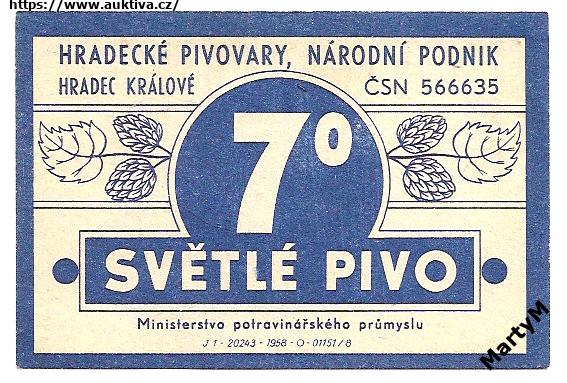 https://www.auktiva.cz/
HRADECKÉ PIVOVARY, NÁRODNÍ PODNIK
HRADEC KRÁLOVÉ ČSN 566635
7°
SVĚTLÉ PIVO
Ministerstvo potravinářského průmyslu
J 1 - 20243 - 1958 - O - 01151/8
MartyM